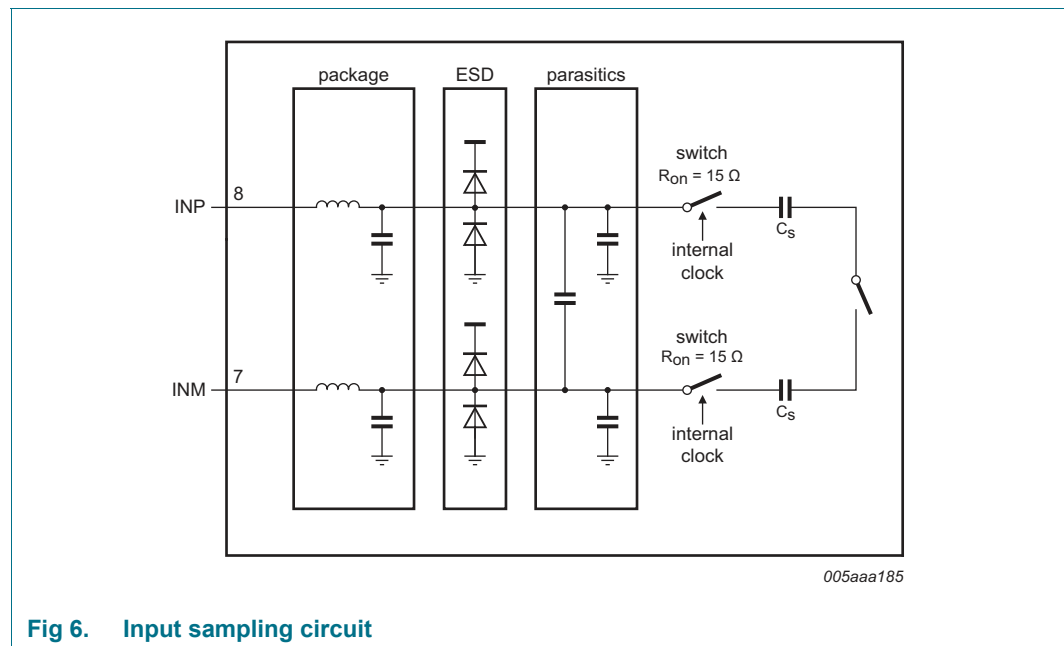 package
ESD
parasitics
switch
Ron = 15 Ω
INP
8
internal
clock
Cs
switch
Ron = 15 Ω
INM
7
internal
clock
Cs
005aaa185
Fig 6. Input sampling circuit